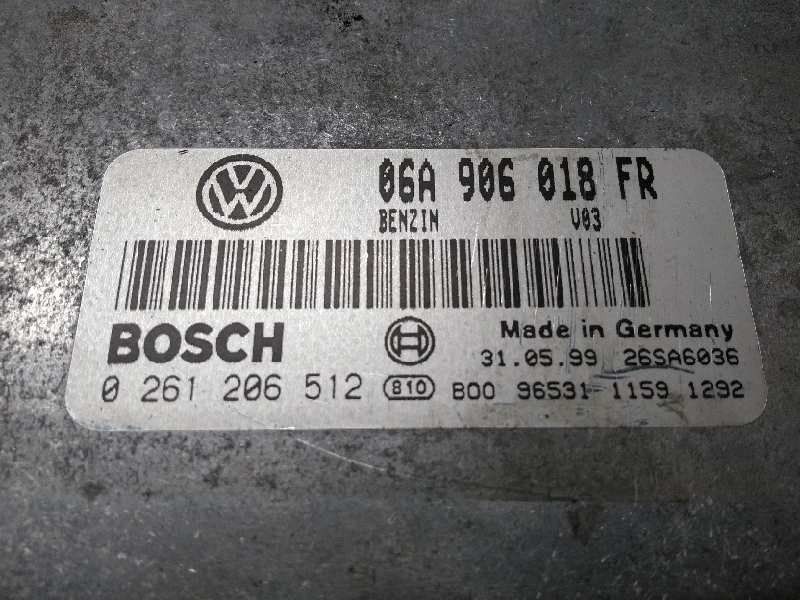 06A 906 018 FR
BENZIN V03
BOSCH
Made in Germany
31.05.99 26SA6036
0 261 206 512 810 B00 96531 1159 1292